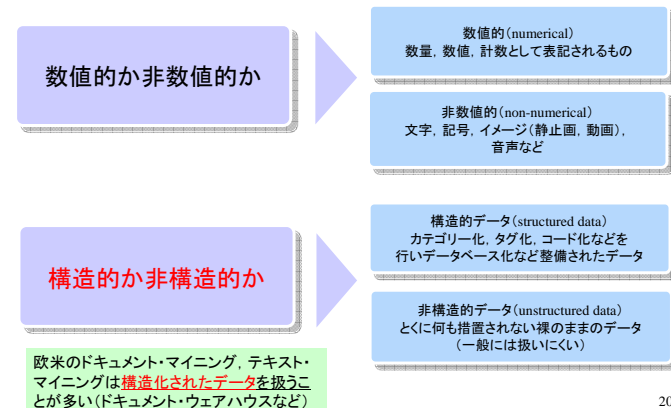 数値的か非数値的か
数値的(numerical)
数量，数値，計数として表記されるもの
非数値的(non-numerical)
文字，記号，イメージ(静止画，動画)，
音声など
構造的か非構造的か
構造的データ(structured data)
カテゴリー化，タグ化，コード化などを
行いデータベース化など整備されたデータ
非構造的データ(unstructured data)
とくに何も措置されない裸のままのデータ
(一般には扱いにくい)
欧米のドキュメント・マイニング，テキスト・
マイニングは構造化されたデータを扱うこ
とが多い(ドキュメント・ウェアハウスなど)
20